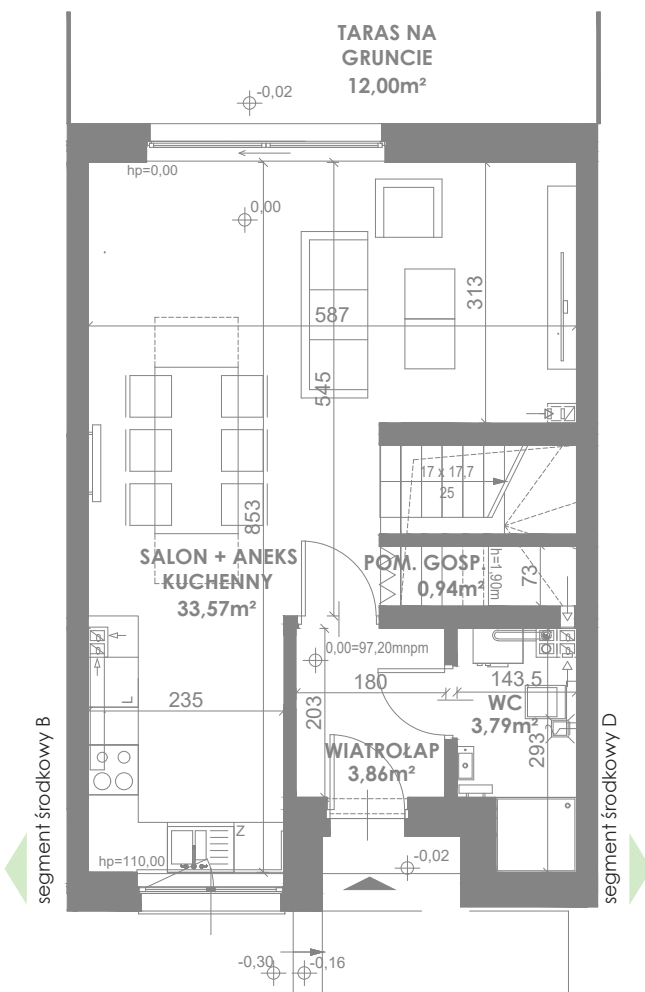 TARAS NA
GRUNCIE
12,00m²
-0,02
hp=0,00
0,00
313
587
545
17 x 17,7
25
853
SALON + ANEKS
KUCHENNY
33,57m²
POM. GOSP.
0,94m²
h=1,90m
73
0,00=97,20mnpm
180
143,5
235
L
203
WC
3,79m²
293
WIATROŁAP
3,86m²
segment środkowy B
segment środkowy D
Z
hp=110,00
-0,02
-0,30
-0,16